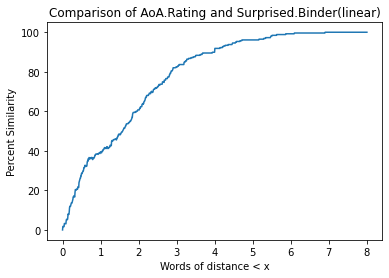 Comparison of AoA.Rating and Surprised.Binder(linear)
Percent Similarity
100
80
60
40
20
0
0 1 2 3 4 5 6 7 8
Words of distance < x